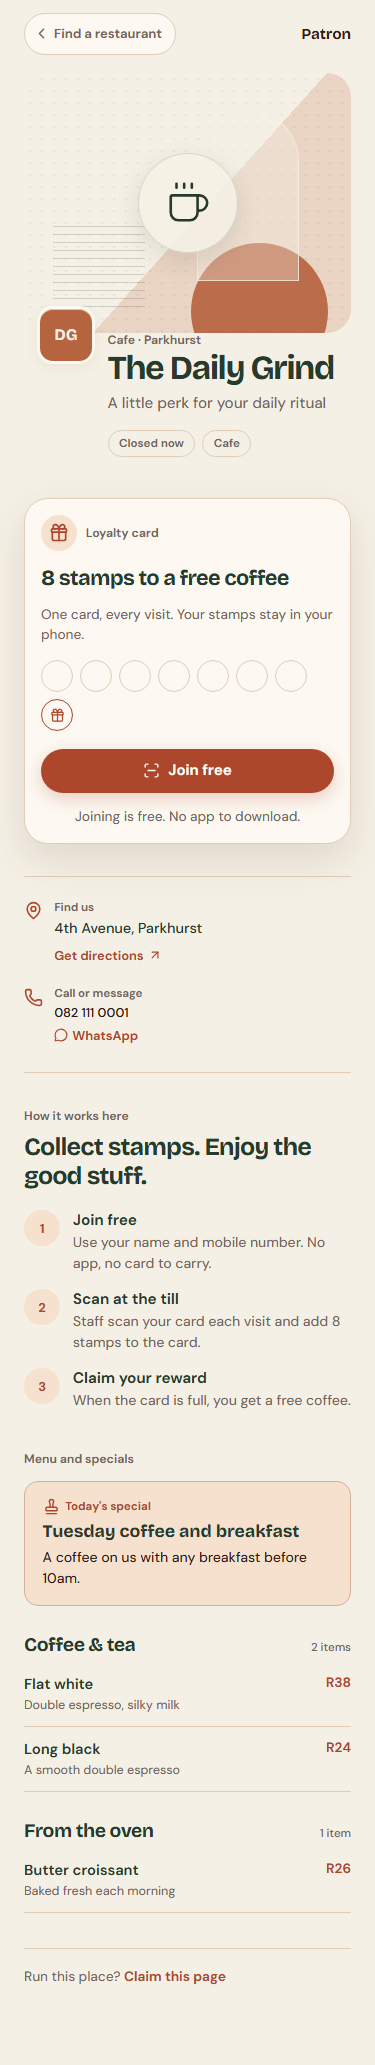 Find a restaurant
Patron
DG
Cafe · Parkhurst
The Daily Grind
A little perk for your daily ritual
Closed now
Cafe
Loyalty card
8 stamps to a free coffee
One card, every visit. Your stamps stay in your
phone.
Join free
Joining is free. No app to download.
Find us
4th Avenue, Parkhurst
Get directions
Call or message
082 111 0001
WhatsApp
How it works here
Collect stamps. Enjoy the
good stuff.
1
Join free
Use your name and mobile number. No
app, no card to carry.
2
Scan at the till
Staff scan your card each visit and add 8
stamps to the card.
3
Claim your reward
When the card is full, you get a free coffee.
Menu and specials
Today's special
Tuesday coffee and breakfast
A coffee on us with any breakfast before
10am.
Coffee & tea
2 items
Flat white
R38
Double espresso, silky milk
Long black
R24
A smooth double espresso
From the oven
1 item
Butter croissant
R26
Baked fresh each morning
Run this place? Claim this page